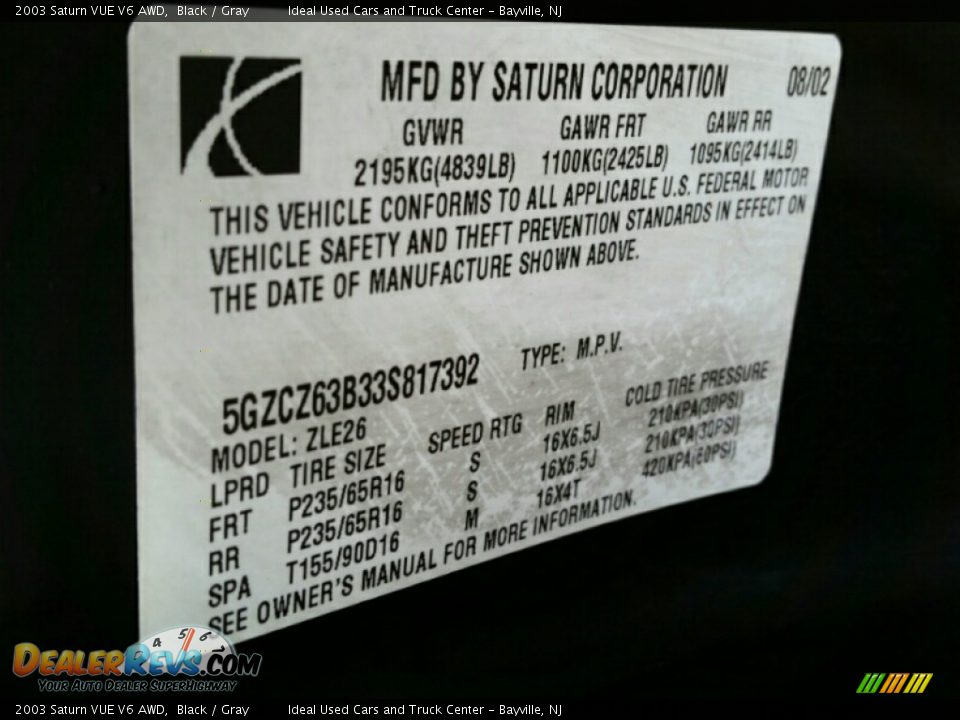 2003 Saturn VUE V6 AWD, Black / Gray Ideal Used Cars and Truck Center - Bayville, NJ
MFD BY SATURN CORPORATION 08/02
GVWR GAWR FRT GAWR RR
2195KG(4839LB) 1100KG(2425LB) 1095KG(2414LB)
THIS VEHICLE CONFORMS TO ALL APPLICABLE U.S. FEDERAL MOTOR
VEHICLE SAFETY AND THEFT PREVENTION STANDARDS IN EFFECT ON
THE DATE OF MANUFACTURE SHOWN ABOVE.
5GZCZ63B33S817392 TYPE: M.P.V.
MODEL: ZLE26
LPRD TIRE SIZE SPEED RTG RIM COLD TIRE PRESSURE
FRT P235/65R16 S 16X6.5J 210KPA(30PSI)
RR P235/65R16 S 16X6.5J 210KPA(30PSI)
SPA T155/90D16 M 16X4T 420KPA(60PSI)
SEE OWNER'S MANUAL FOR MORE INFORMATION.
4 5 6 7
DEALERREVS.COM
Your Auto Dealer SuperHighway
2003 Saturn VUE V6 AWD, Black / Gray Ideal Used Cars and Truck Center - Bayville, NJ